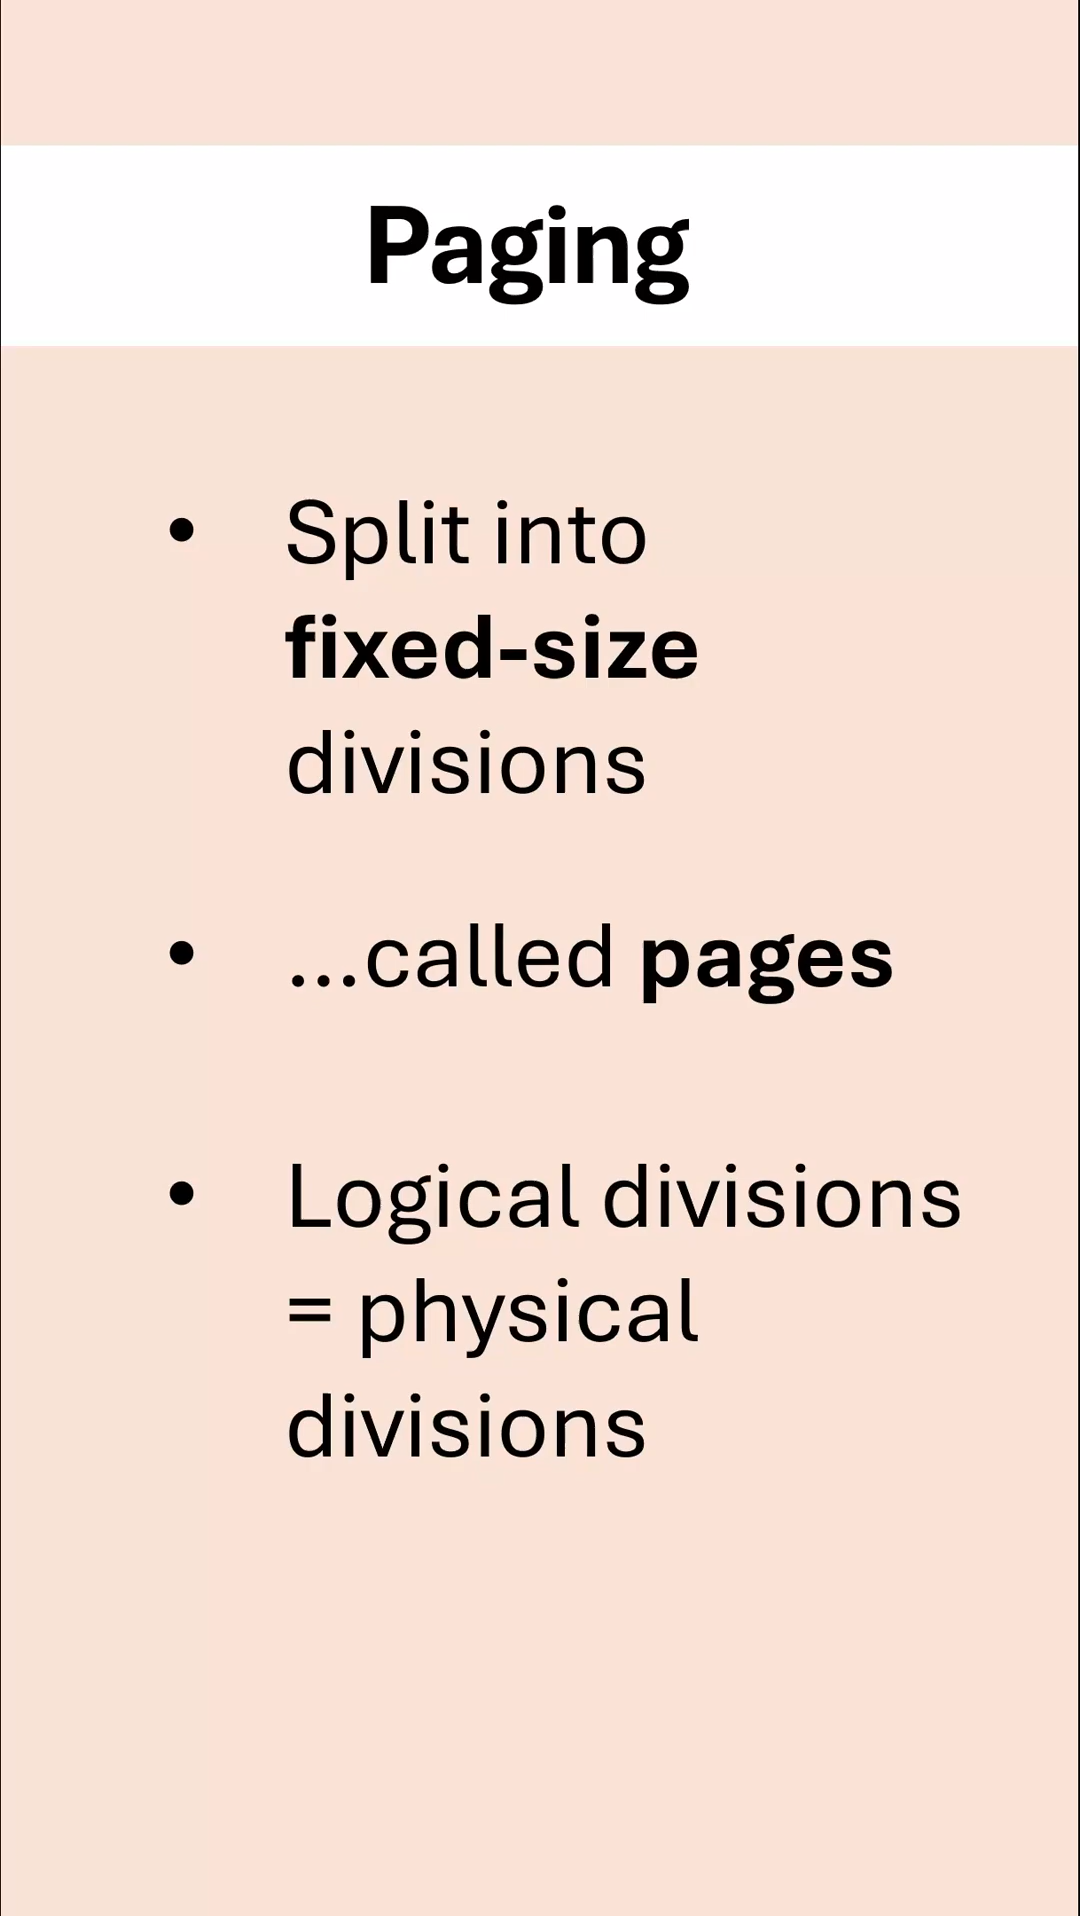 Paging
• Split into
fixed-size
divisions
• ...called pages
• Logical divisions
= physical
divisions